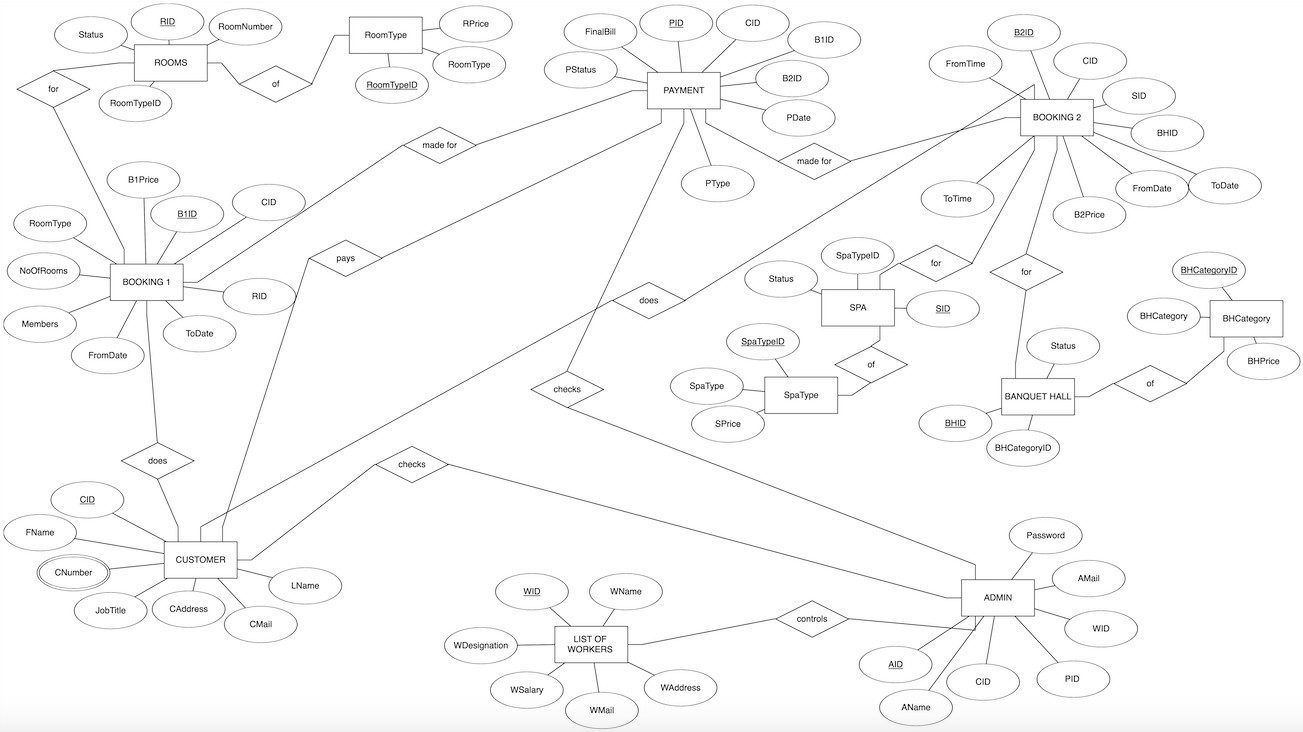 RID
Status
RoomNumber
ROOMS
for
RoomTypeID
of
RoomType
RPrice
RoomType
RoomTypeID
FinalBill
PID
CID
B1ID
PStatus
B2ID
PAYMENT
PDate
made for
made for
PType
B2ID
FromTime
CID
SID
BOOKING 2
BHID
FromDate
ToDate
ToTime
B2Price
B1Price
B1ID
CID
RoomType
NoOfRooms
BOOKING 1
RID
Members
ToDate
FromDate
pays
does
SpaTypeID
for
Status
SPA
SID
SpaTypeID
of
SpaType
SpaType
SPrice
for
BHCategoryID
BHCategory
BHCategory
BHPrice
Status
of
BANQUET HALL
BHID
BHCategoryID
checks
does
checks
CID
FName
CUSTOMER
CNumber
LName
JobTitle
CAddress
CMail
WID
WName
WDesignation
LIST OF
WORKERS
WSalary
WAddress
WMail
controls
Password
AMail
ADMIN
WID
AID
CID
PID
AName